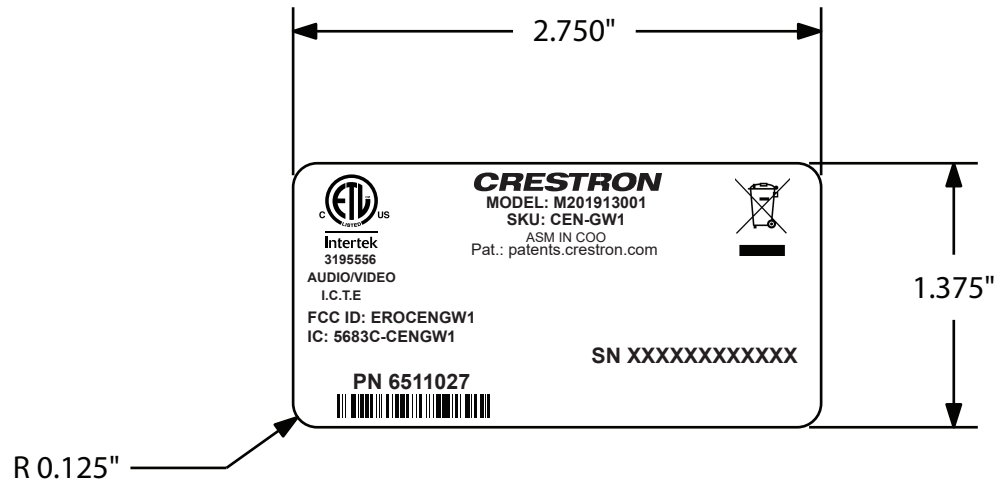 2.750"
CRESTRON
MODEL: M201913001
SKU: CEN-GW1
ASM IN COO
Pat.: patents.crestron.com
ETL
C US
LISTED
Intertek
3195556
AUDIO/VIDEO
I.C.T.E
FCC ID: EROCENGW1
IC: 5683C-CENGW1
1.375"
SN XXXXXXXXXXXX
PN 6511027
R 0.125"